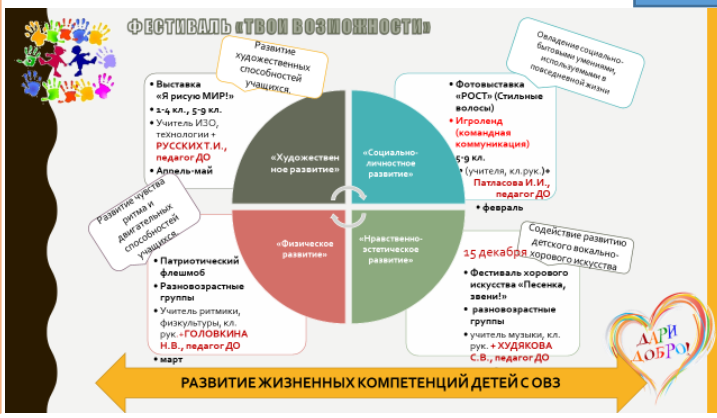 ФЕСТИВАЛЬ «ТВОИ ВОЗМОЖНОСТИ»
Развитие
художественных
способностей
учащихся.
Овладение социально-
бытовыми умениями,
используемыми в
повседневной жизни
• Выставка
«Я рисую МИР!»
• 1-4 кл., 5-9 кл.
• Учитель ИЗО,
технологии +
РУССКИХ Т.И.,
педагог ДО
• Апрель-май
«Художествен
ное развитие»
«Социально-
личностное
развитие»
• Фотовыставка
«РОСТ» (Стильные
волосы)
• Игроленд
(командная
коммуникация)
5-9 кл.
• (учителя, кл.рук.)+
Патласова И.И.,
педагог ДО
• февраль
Развитие чувства
ритма и
двигательных
способностей
учащихся
• Патриотический
флешмоб
• Разновозрастные
группы
• Учитель ритмики,
физкультуры, кл.
рук.+ГОЛОВКИНА
Н.В., педагог ДО
• март
«Физическое
развитие»
«Нравственно-
эстетическое
развитие»
Содействие развитию
детского вокально-
хорового искусства
15 декабря
• Фестиваль хорового
искусства «Песенка,
звени!»
• разновозрастные
группы
• учитель музыки, кл.
рук. + ХУДЯКОВА
С.В., педагог ДО
ДАРИ
ДОБРО!
РАЗВИТИЕ ЖИЗНЕННЫХ КОМПЕТЕНЦИЙ ДЕТЕЙ С ОВЗ